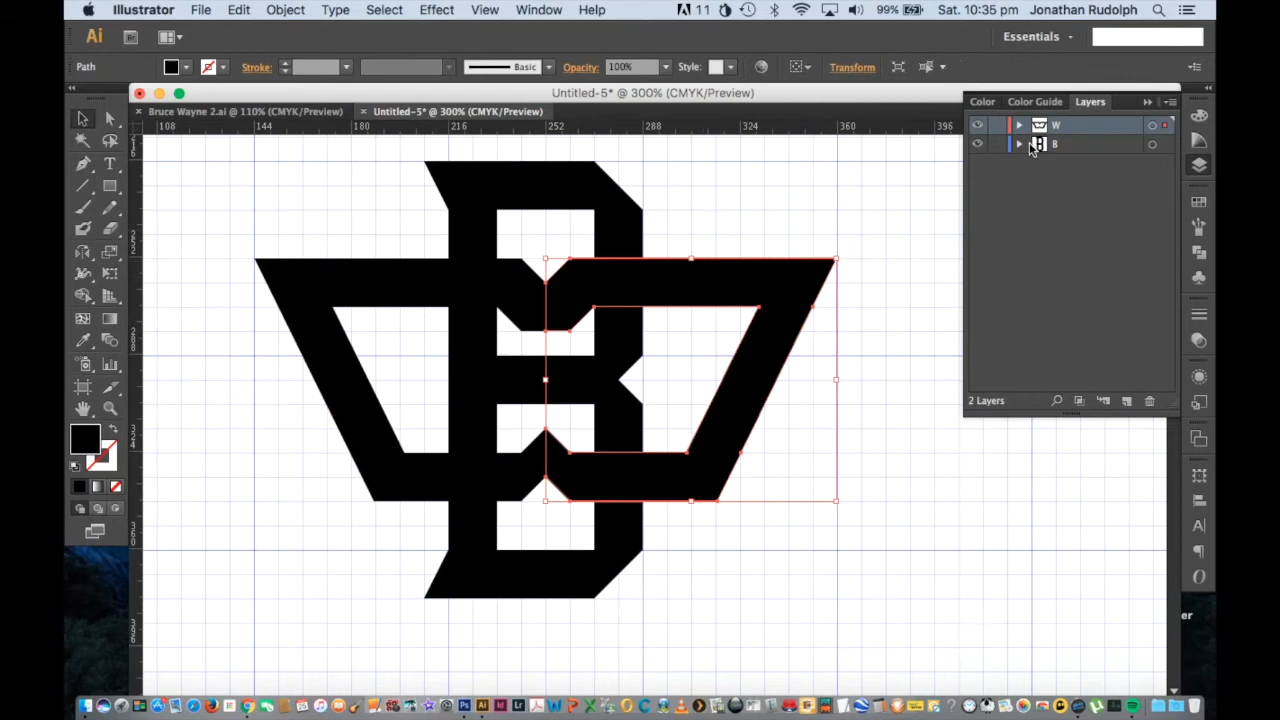 Illustrator File Edit Object Type Select Effect View Window Help 11 99% Sat. 10:35 pm Jonathan Rudolph
Ai Br Essentials
Path Stroke: Basic Opacity: 100% Style: Transform
Untitled-5* @ 300% (CMYK/Preview)
× Bruce Wayne 2.ai @ 110% (CMYK/Preview) × Untitled-5* @ 300% (CMYK/Preview)
Color Color Guide Layers
108 144 180 216 252 288 324 360 396
W
B
2 Layers